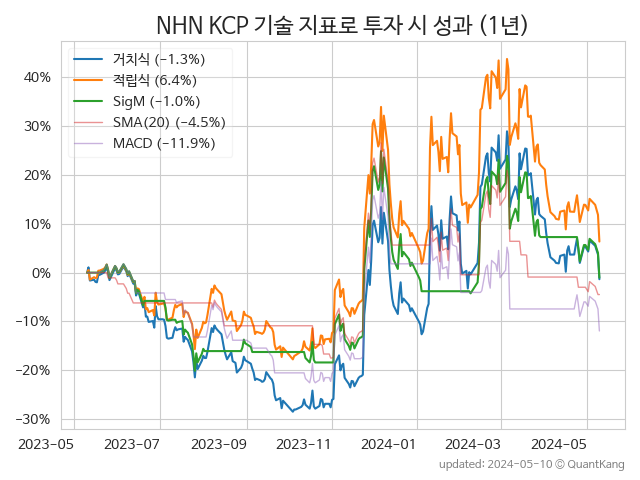 NHN KCP 기술 지표로 투자 시 성과 (1년)
거치식 (−1.3%)
적립식 (6.4%)
SigM (−1.0%)
SMA(20) (−4.5%)
MACD (−11.9%)
40%
30%
20%
10%
0%
−10%
−20%
−30%
2023-05 2023-07 2023-09 2023-11 2024-01 2024-03 2024-05
updated: 2024-05-10 © QuantKang